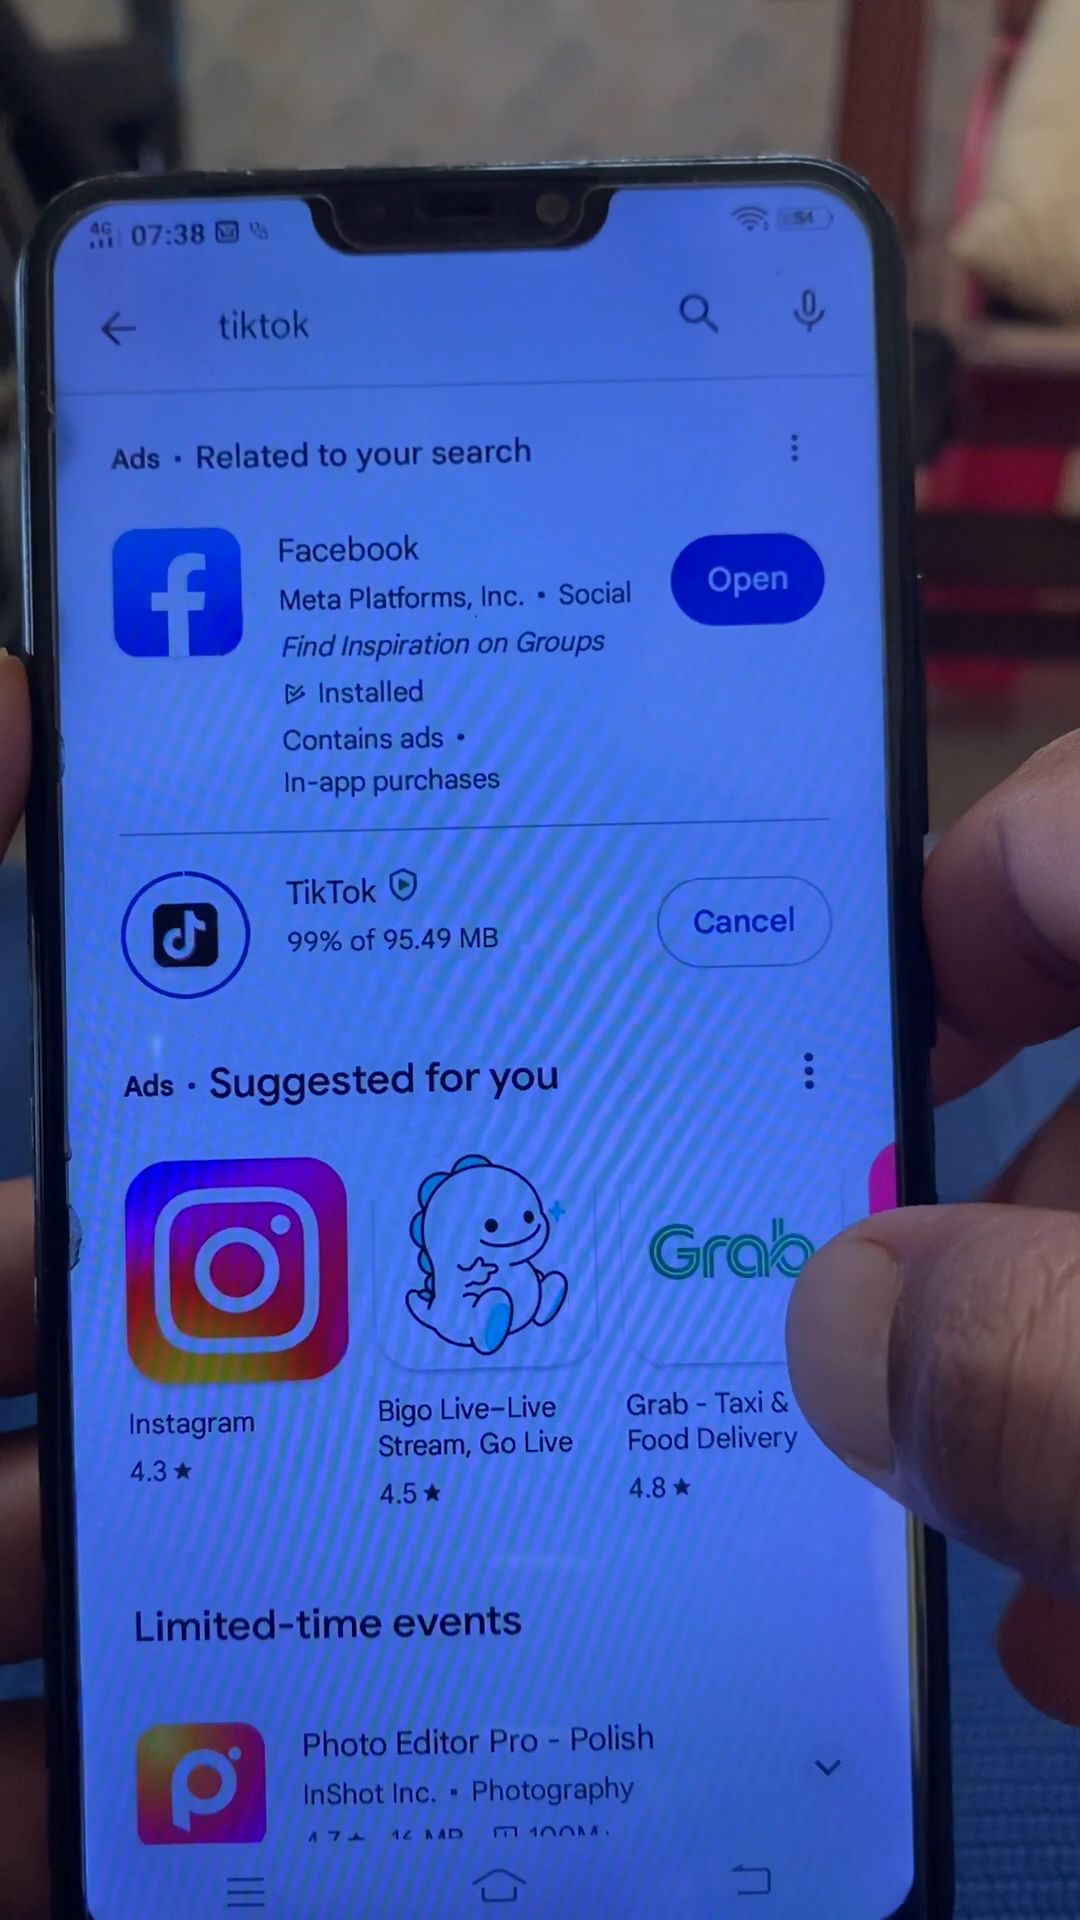 4G 07:38 54
tiktok
Ads · Related to your search
Facebook
Open
Meta Platforms, Inc. • Social
Find Inspiration on Groups
Installed
Contains ads •
In-app purchases
TikTok
Cancel
99% of 95.49 MB
Ads · Suggested for you
Grab
Instagram
4.3★
Bigo Live–Live
Stream, Go Live
4.5★
Grab - Taxi &
Food Delivery
4.8★
Limited-time events
Photo Editor Pro - Polish
InShot Inc. • Photography